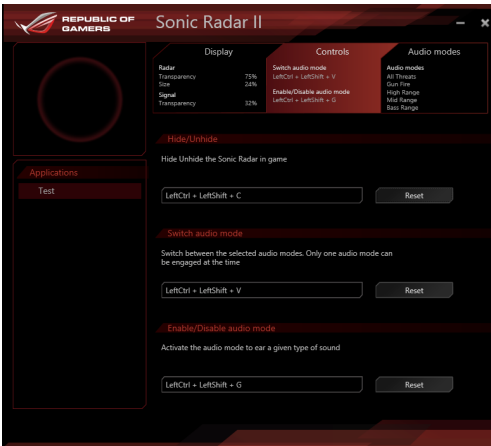 REPUBLIC OF
GAMERS
Sonic Radar II
Display
Radar
Transparency 75%
Size 24%
Signal
Transparency 32%
Controls
Switch audio mode
LeftCtrl + LeftShift + V
Enable/Disable audio mode
LeftCtrl + LeftShift + G
Audio modes
Audio modes
All Threats
Gun Fire
High Range
Mid Range
Bass Range
Applications
Test
Hide/Unhide
Hide Unhide the Sonic Radar in game
LeftCtrl + LeftShift + C
Reset
Switch audio mode
Switch between the selected audio modes. Only one audio mode can
be engaged at the time
LeftCtrl + LeftShift + V
Reset
Enable/Disable audio mode
Activate the audio mode to ear a given type of sound
LeftCtrl + LeftShift + G
Reset